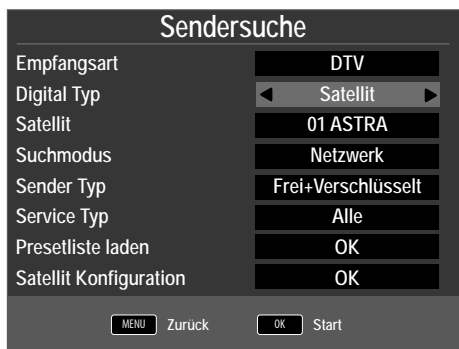 Sendersuche
Empfangsart DTV
Digital Typ Satellit
Satellit 01 ASTRA
Suchmodus Netzwerk
Sender Typ Frei+Verschlüsselt
Service Typ Alle
Presetliste laden OK
Satellit Konfiguration OK
MENU Zurück OK Start